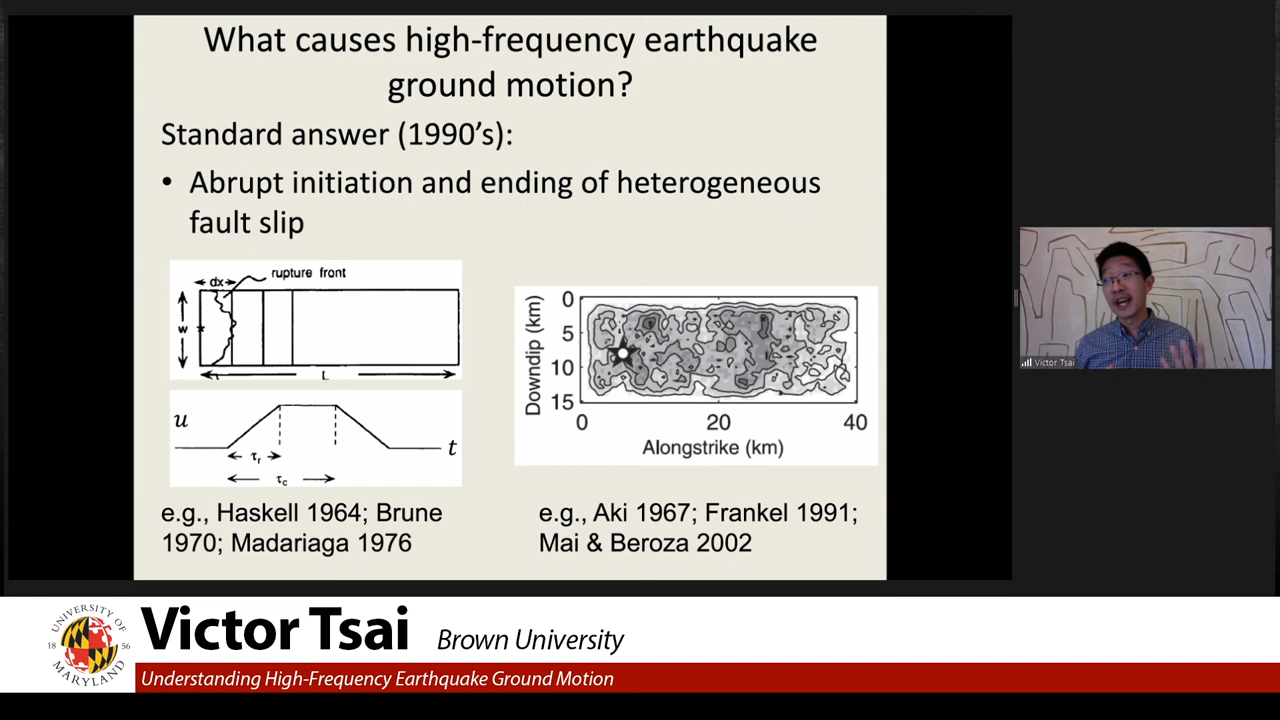 What causes high-frequency earthquake
ground motion?
Standard answer (1990's):
• Abrupt initiation and ending of heterogeneous
fault slip
rupture front
dx
w
L
u
t
τr
τc
0
5
10
15
Downdip (km)
0 20 40
Alongstrike (km)
e.g., Haskell 1964; Brune
1970; Madariaga 1976
e.g., Aki 1967; Frankel 1991;
Mai & Beroza 2002
Victor Tsai
UNIVERSITY OF
18 56
MARYLAND
Victor Tsai Brown University
Understanding High-Frequency Earthquake Ground Motion